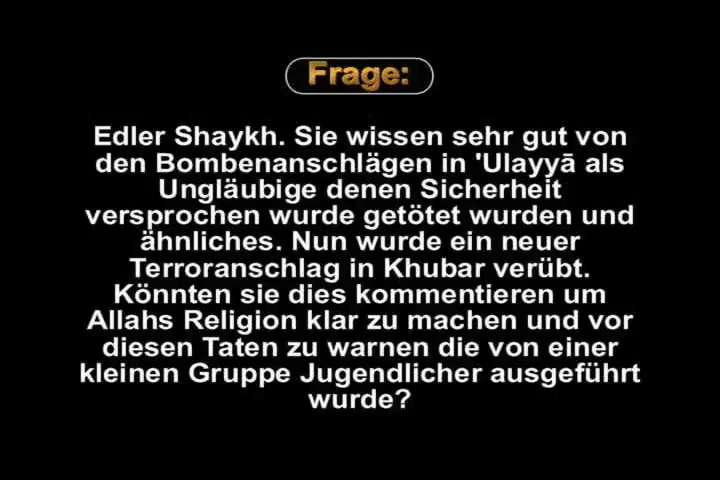 Frage:
Edler Shaykh. Sie wissen sehr gut von
den Bombenanschlägen in 'Ulayyā als
Ungläubige denen Sicherheit
versprochen wurde getötet wurden und
ähnliches. Nun wurde ein neuer
Terroranschlag in Khubar verübt.
Könnten sie dies kommentieren um
Allahs Religion klar zu machen und vor
diesen Taten zu warnen die von einer
kleinen Gruppe Jugendlicher ausgeführt
wurde?